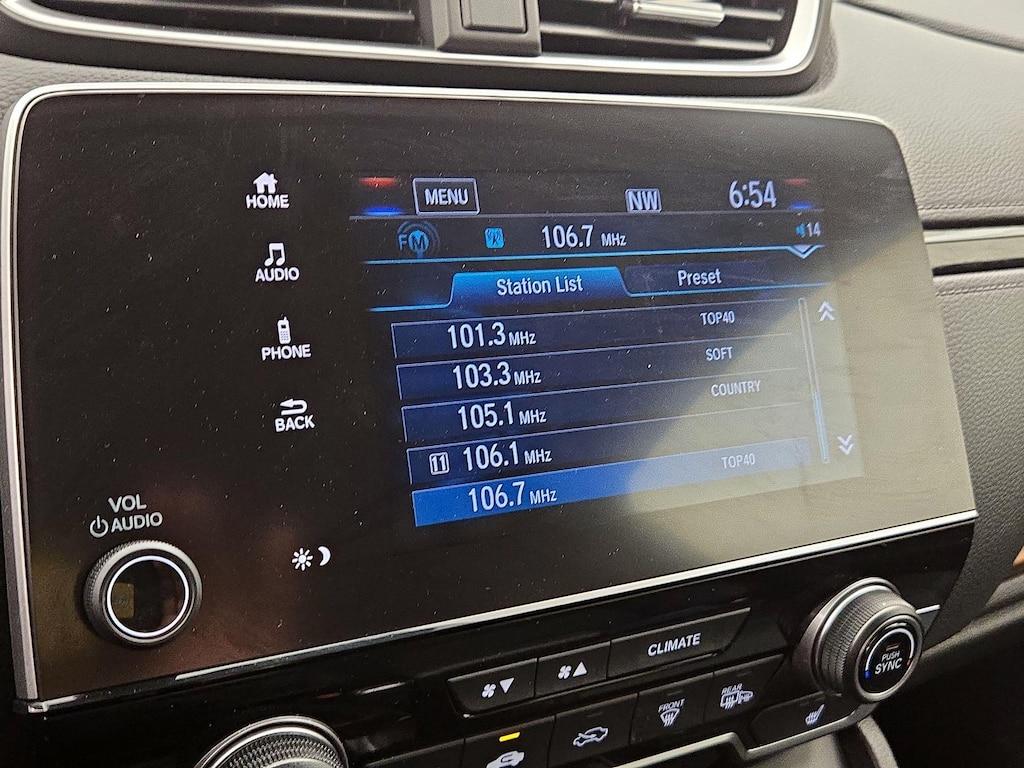 HOME
AUDIO
PHONE
BACK
VOL
AUDIO
MENU
NW
6:54
FM
106.7 MHz
14
Station List
Preset
101.3 MHz TOP40
103.3 MHz SOFT
105.1 MHz COUNTRY
11 106.1 MHz
106.7 MHz TOP40
CLIMATE
PUSH
SYNC
FRONT
REAR